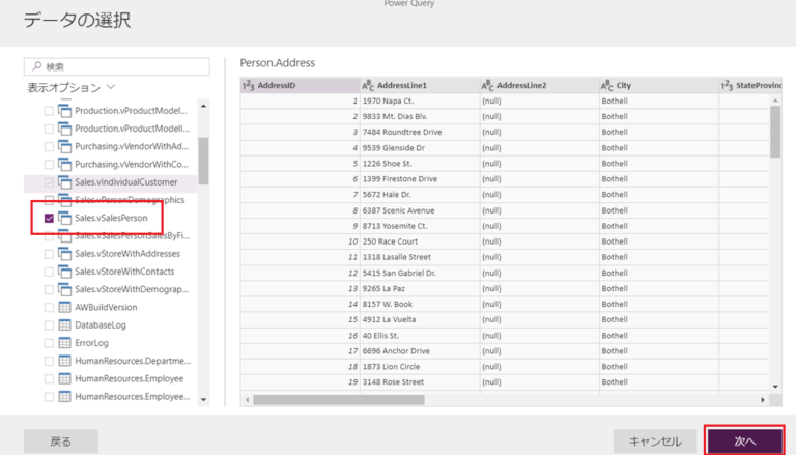 Power Query
データの選択
検索
表示オプション
Production.vProductModel...
Production.vProductModelI...
Purchasing.vVendorWithAd...
Purchasing.vVendorWithCo...
Sales.vIndividualCustomer
Sales.vPersonDemographics
Sales.vSalesPerson
Sales.vSalesPersonSalesByFi...
Sales.vStoreWithAddresses
Sales.vStoreWithContacts
Sales.vStoreWithDemograp...
AWBuildVersion
DatabaseLog
ErrorLog
HumanResources.Departme...
HumanResources.Employee
HumanResources.Employee...
Person.Address
1²3 AddressID ABC AddressLine1 ABC AddressLine2 ABC City 1²3 StateProvinc
1 1970 Napa Ct. (null) Bothell
2 9833 Mt. Dias Blv. (null) Bothell
3 7484 Roundtree Drive (null) Bothell
4 9539 Glenside Dr (null) Bothell
5 1226 Shoe St. (null) Bothell
6 1399 Firestone Drive (null) Bothell
7 5672 Hale Dr. (null) Bothell
8 6387 Scenic Avenue (null) Bothell
9 8713 Yosemite Ct. (null) Bothell
10 250 Race Court (null) Bothell
11 1318 Lasalle Street (null) Bothell
12 5415 San Gabriel Dr. (null) Bothell
13 9265 La Paz (null) Bothell
14 8157 W. Book (null) Bothell
15 4912 La Vuelta (null) Bothell
16 40 Ellis St. (null) Bothell
17 6696 Anchor Drive (null) Bothell
18 1873 Lion Circle (null) Bothell
19 3148 Rose Street (null) Bothell
戻る
キャンセル
次へ